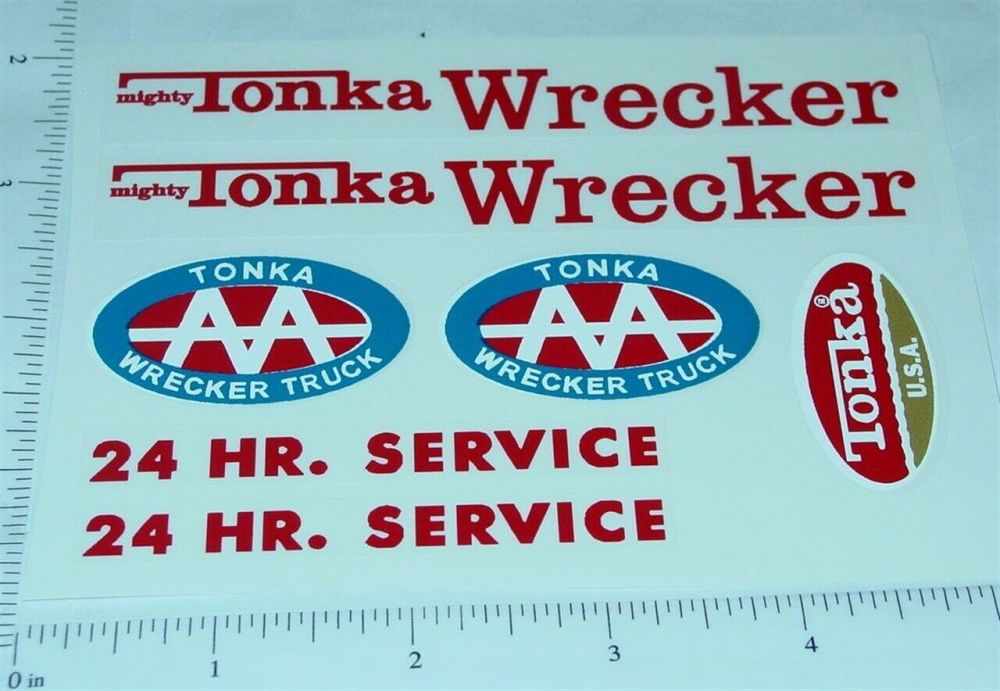 mighty Tonka Wrecker
mighty Tonka Wrecker
TONKA
AA
WRECKER TRUCK
TONKA
AA
WRECKER TRUCK
Tonka®
U.S.A.
24 HR. SERVICE
24 HR. SERVICE
2
3
0 in
1
2
3
4